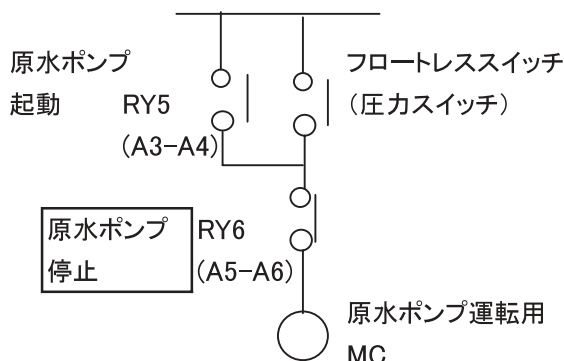 原水ポンプ
起動 RY5
(A3-A4)
フロートレススイッチ
(圧力スイッチ)
原水ポンプ
停止
RY6
(A5-A6)
原水ポンプ運転用
MC